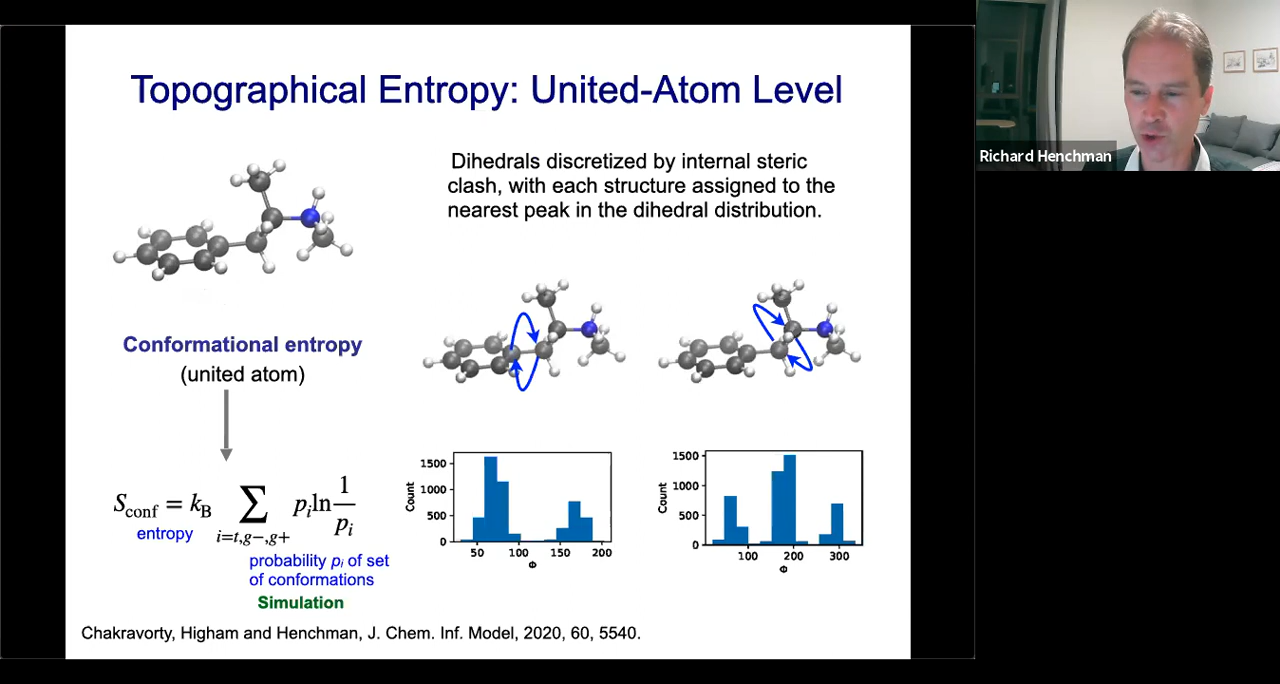 Topographical Entropy: United-Atom Level
Dihedrals discretized by internal steric
clash, with each structure assigned to the
nearest peak in the dihedral distribution.
Richard Henchman
Conformational entropy
(united atom)
S_conf = k_B ∑ p_i ln 1/p_i
i=t,g−,g+
entropy
probability p_i of set
of conformations
Simulation
1500
1000
500
0
Count
50 100 150 200
Φ
1500
1000
500
0
Count
100 200 300
Φ
Chakravorty, Higham and Henchman, J. Chem. Inf. Model, 2020, 60, 5540.